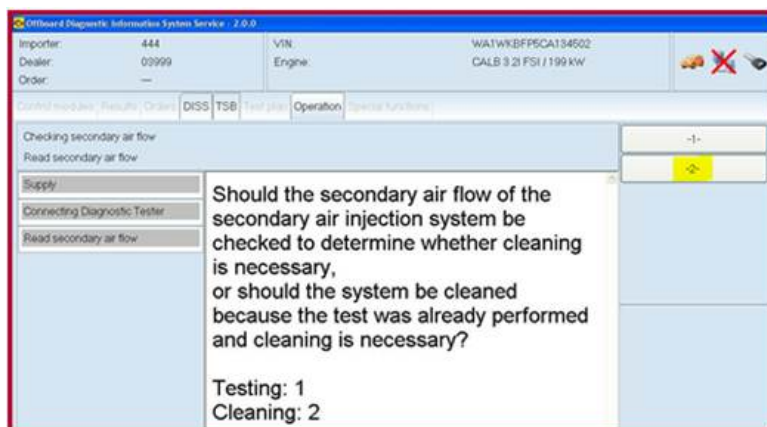 Offboard Diagnostic Information System Service - 2.0.0
Importer: 444 VIN: WA1WKBFP5CA134502
Dealer: 03999 Engine: CALB 3.2l FSI / 199 kW
Order: ---
Control modules Results Orders DISS TSB Test plan Operation Special functions
Checking secondary air flow
Read secondary air flow
-1-
-2-
Supply
Connecting Diagnostic Tester
Read secondary air flow
Should the secondary air flow of the
secondary air injection system be
checked to determine whether cleaning
is necessary,
or should the system be cleaned
because the test was already performed
and cleaning is necessary?
Testing: 1
Cleaning: 2